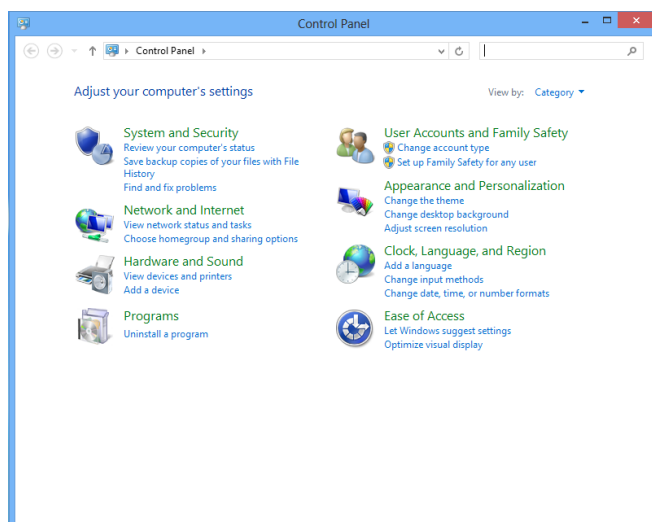 Control Panel
Control Panel
Adjust your computer's settings
View by: Category
System and Security
Review your computer's status
Save backup copies of your files with File
History
Find and fix problems
Network and Internet
View network status and tasks
Choose homegroup and sharing options
Hardware and Sound
View devices and printers
Add a device
Programs
Uninstall a program
User Accounts and Family Safety
Change account type
Set up Family Safety for any user
Appearance and Personalization
Change the theme
Change desktop background
Adjust screen resolution
Clock, Language, and Region
Add a language
Change input methods
Change date, time, or number formats
Ease of Access
Let Windows suggest settings
Optimize visual display